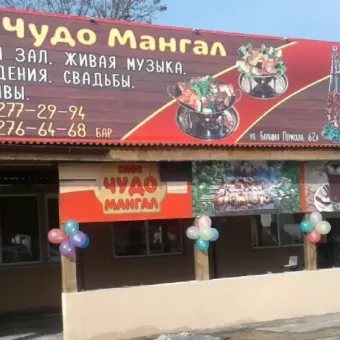 ЧУДО МАНГАЛ
ЗАЛ. ЖИВАЯ МУЗЫКА.
ДЕНИЯ, СВАДЬБЫ.
277-29-94
276-64-68 БАР
ул. Большая Пермская, 62а
КАФЕ
ЧУДО
МАНГАЛ